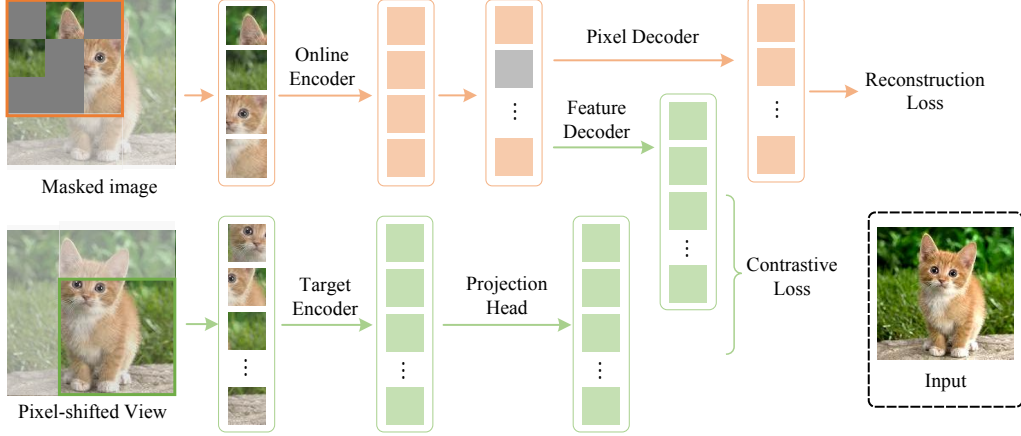 Online
Encoder
Pixel Decoder
Feature
Decoder
Reconstruction
Loss
Masked image
Target
Encoder
Projection
Head
Contrastive
Loss
Pixel-shifted View
Input